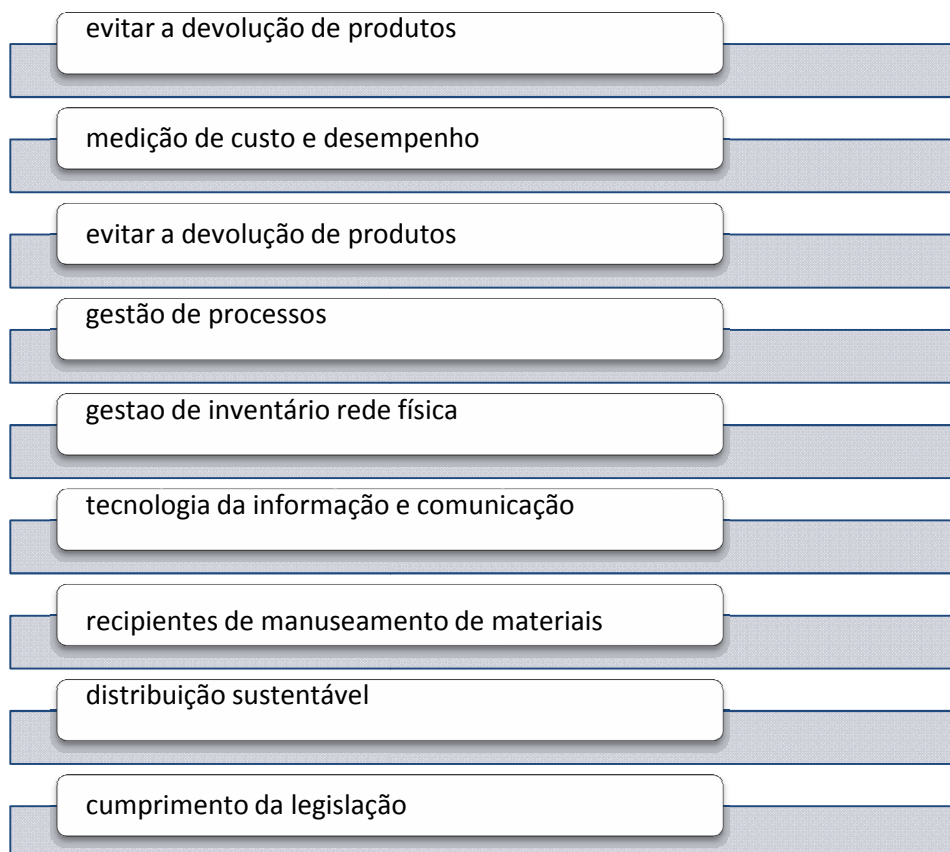 evitar a devolução de produtos
medição de custo e desempenho
evitar a devolução de produtos
gestão de processos
gestao de inventário rede física
tecnologia da informação e comunicação
recipientes de manuseamento de materiais
distribuição sustentável
cumprimento da legislação